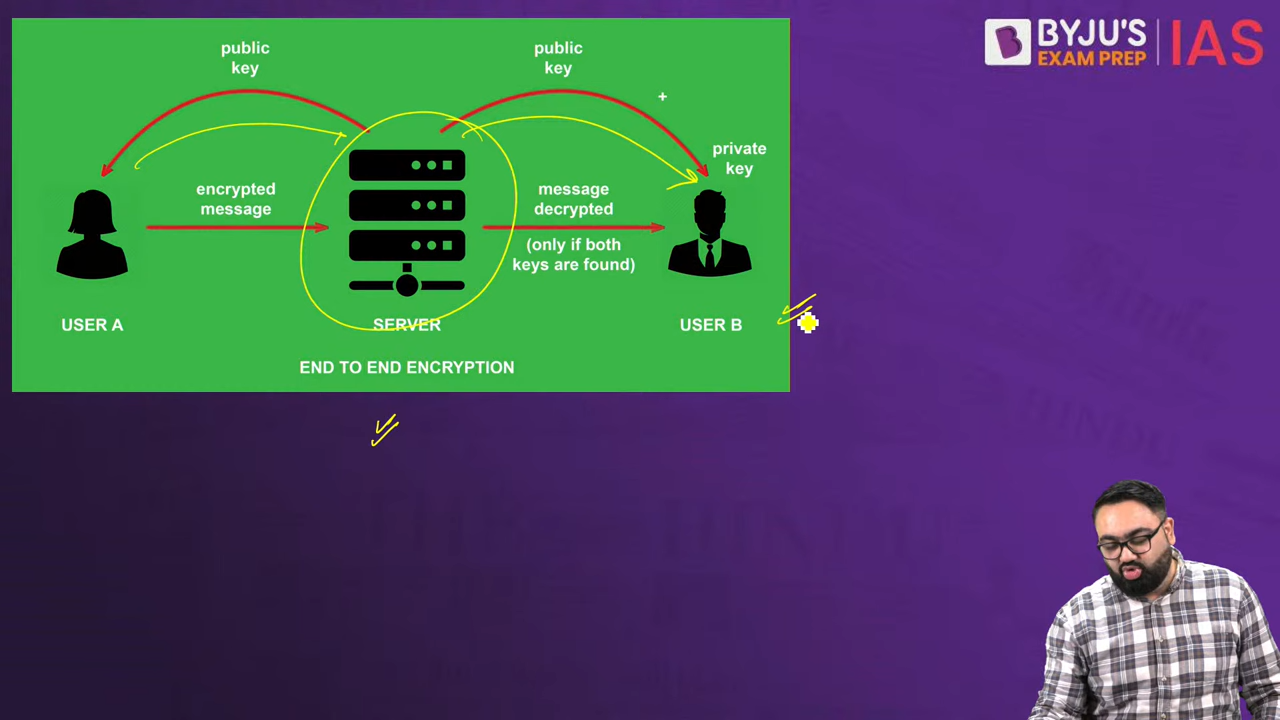 public
key
public
key
+
private
key
encrypted
message
message
decrypted
(only if both
keys are found)
USER A
SERVER
USER B
END TO END ENCRYPTION
BYJU'S
EXAM PREP
IAS